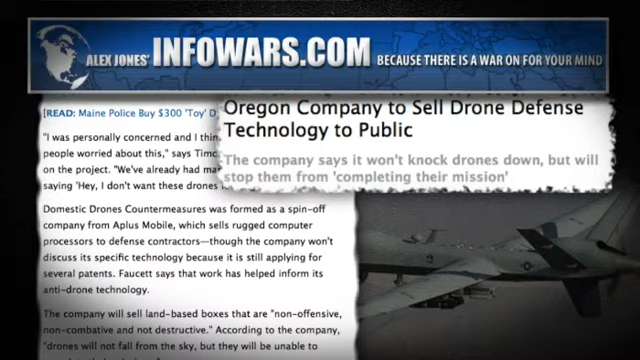 ALEX JONES' INFOWARS.COM BECAUSE THERE IS A WAR ON FOR YOUR MIND
Oregon Company to Sell Drone Defense
Technology to Public
The company says it won't knock drones down, but will
stop them from 'completing their mission'
[READ: Maine Police Buy $300 'Toy' D
"I was personally concerned and I thin
people worried about this," says Timo
on the project. "We've already had ma
saying 'Hey, I don't want these drones
Domestic Drones Countermeasures was formed as a spin-off
company from Aplus Mobile, which sells rugged computer
processors to defense contractors—though the company won't
discuss its specific technology because it is still applying for
several patents. Faucett says that work has helped inform its
anti-drone technology.
The company will sell land-based boxes that are "non-offensive,
non-combative and not destructive." According to the company,
"drones will not fall from the sky, but they will be unable to